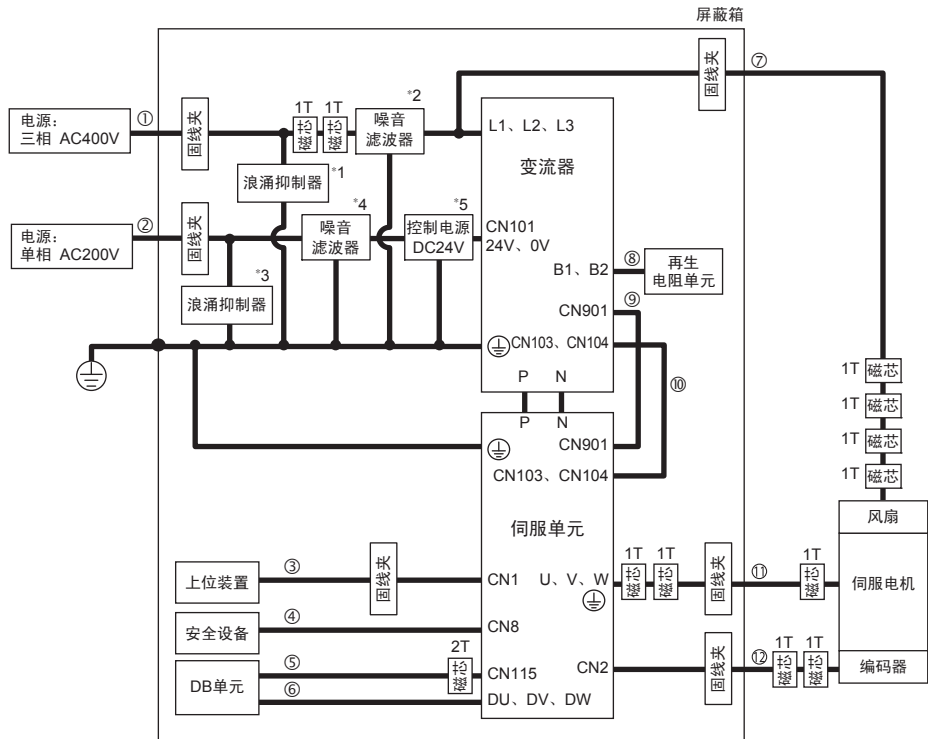 屏蔽箱
固线夹
⑦
电源：
三相 AC400V
①
固线夹
1T
磁芯
1T
磁芯
*2
噪音
滤波器
L1、L2、L3
变流器
浪涌抑制器
*1
电源：
单相 AC200V
②
固线夹
*4
噪音
滤波器
*5
控制电源
DC24V
CN101
24V、0V
*3
浪涌抑制器
B1、B2
⑧
再生
电阻单元
CN901
⑨
CN103、CN104
⑩
P
N
P
N
CN901
CN103、CN104
伺服单元
1T
磁芯
1T
磁芯
1T
磁芯
1T
磁芯
风扇
伺服电机
编码器
上位装置
③
固线夹
CN1
U、V、W
1T
磁芯
1T
磁芯
固线夹
⑪
1T
磁芯
安全设备
④
CN8
DB单元
⑤
2T
磁芯
CN115
⑥
DU、DV、DW
CN2
固线夹
⑫
1T
磁芯
1T
磁芯